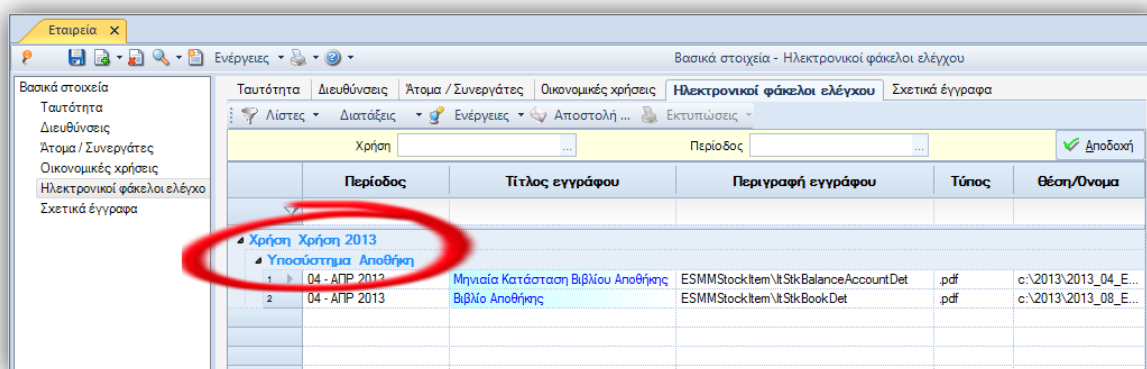 Εταιρεία
Ενέργειες
Βασικά στοιχεία - Ηλεκτρονικοί φάκελοι ελέγχου
Βασικά στοιχεία
Ταυτότητα
Διευθύνσεις
Άτομα / Συνεργάτες
Οικονομικές χρήσεις
Ηλεκτρονικοί φάκελοι ελέγχο
Σχετικά έγγραφα
Ταυτότητα Διευθύνσεις Άτομα / Συνεργάτες Οικονομικές χρήσεις Ηλεκτρονικοί φάκελοι ελέγχου Σχετικά έγγραφα
Λίστες Διατάξεις Ενέργειες Αποστολή ... Εκτυπώσεις
Χρήση ... Περίοδος ... Αποδοχή
Περίοδος Τίτλος εγγράφου Περιγραφή εγγράφου Τύπος Θέση/Όνομα
Χρήση Χρήση 2013
Υποσύστημα Αποθήκη
1 04 - ΑΠΡ 2013 Μηνιαία Κατάσταση Βιβλίου Αποθήκης ESMMStockItem\ItStkBalanceAccountDet .pdf c:\2013\2013_04_E...
2 04 - ΑΠΡ 2013 Βιβλίο Αποθήκης ESMMStockItem\ItStkBookDet .pdf c:\2013\2013_08_E...